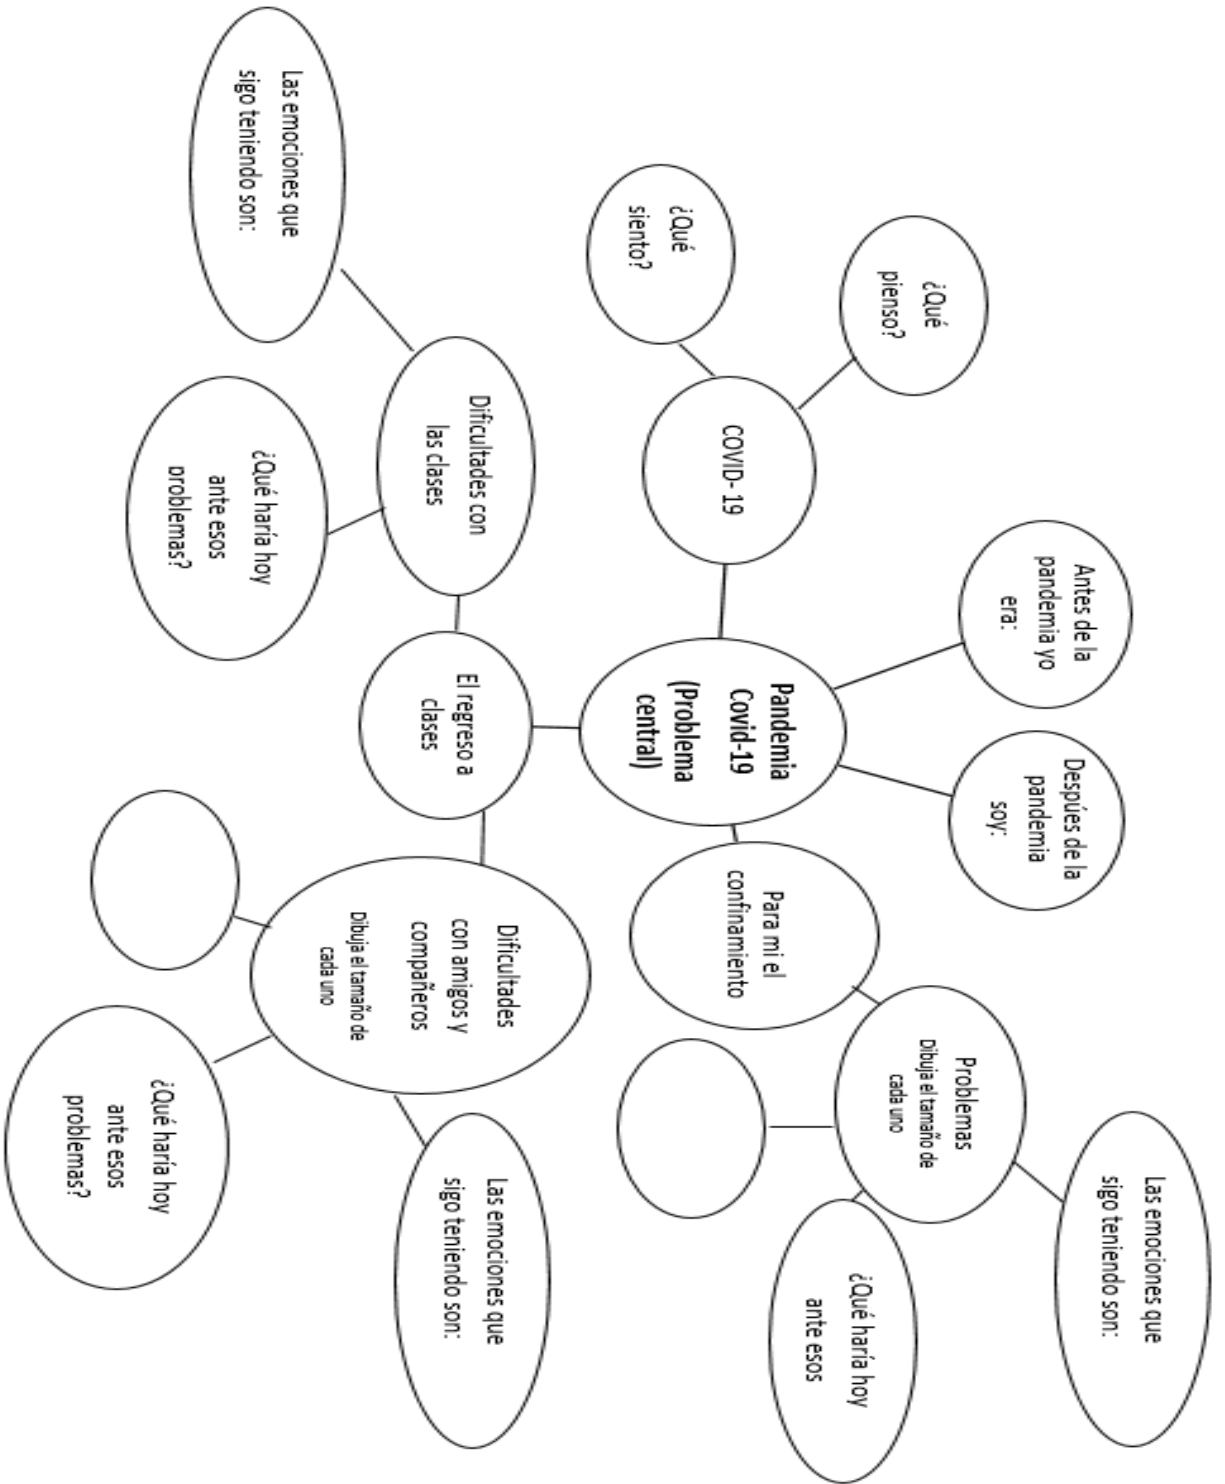 Antes de la
pandemia yo
era:
Despúes de la
pandemia
soy:
Las emociones que
sigo teniendo son:
¿Qué
pienso?
¿Qué
siento?
COVID- 19
Pandemia
Covid-19
(Problema
central)
Para mi el
confinamiento
Problemas
Dibuja el tamaño de
cada uno
¿Qué haría hoy
ante esos
El regreso a
clases
Dificultades con
las clases
Las emociones que
sigo teniendo son:
¿Qué haría hoy
ante esos
problemas?
Dificultades
con amigos y
compañeros
Dibuja el tamaño de
cada uno
Las emociones que
sigo teniendo son:
¿Qué haría hoy
ante esos
problemas?